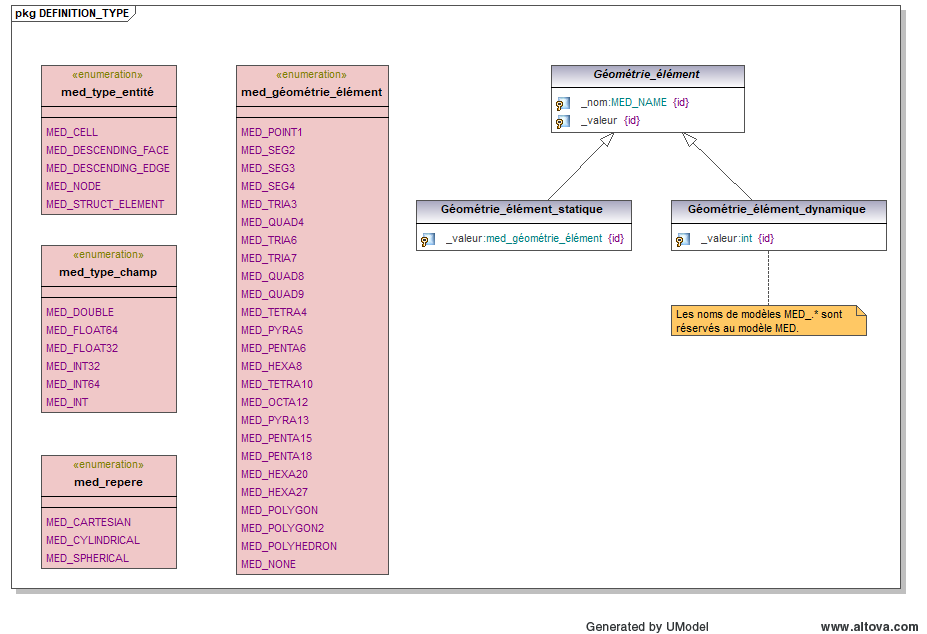 pkg DEFINITION_TYPE
«enumeration»
med_type_entité
MED_CELL
MED_DESCENDING_FACE
MED_DESCENDING_EDGE
MED_NODE
MED_STRUCT_ELEMENT
«enumeration»
med_type_champ
MED_DOUBLE
MED_FLOAT64
MED_FLOAT32
MED_INT32
MED_INT64
MED_INT
«enumeration»
med_repere
MED_CARTESIAN
MED_CYLINDRICAL
MED_SPHERICAL
«enumeration»
med_géométrie_élément
MED_POINT1
MED_SEG2
MED_SEG3
MED_SEG4
MED_TRIA3
MED_QUAD4
MED_TRIA6
MED_TRIA7
MED_QUAD8
MED_QUAD9
MED_TETRA4
MED_PYRA5
MED_PENTA6
MED_HEXA8
MED_TETRA10
MED_OCTA12
MED_PYRA13
MED_PENTA15
MED_PENTA18
MED_HEXA20
MED_HEXA27
MED_POLYGON
MED_POLYGON2
MED_POLYHEDRON
MED_NONE
Géométrie_élément
_nom:MED_NAME {id}
_valeur {id}
Géométrie_élément_statique
_valeur:med_géométrie_élément {id}
Géométrie_élément_dynamique
_valeur:int {id}
Les noms de modèles MED_.* sont
réservés au modèle MED.
Generated by UModel
www.altova.com